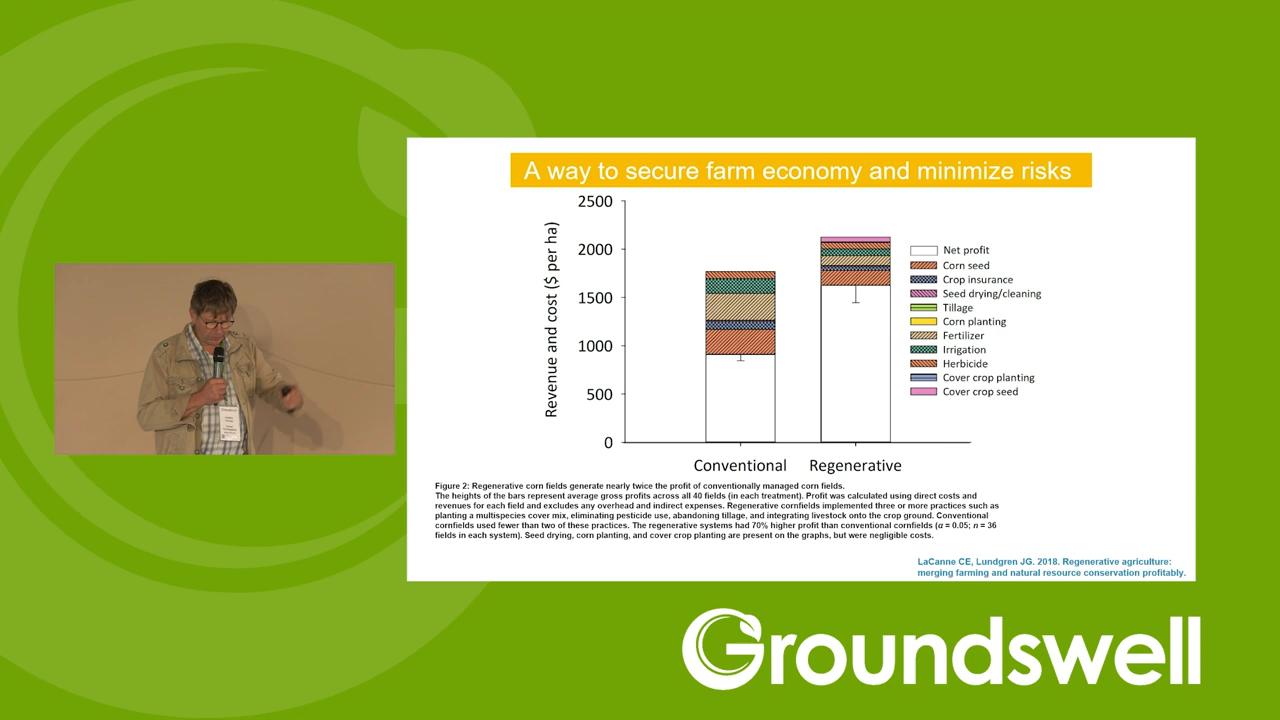 A way to secure farm economy and minimize risks
Revenue and cost ($ per ha)
2500
2000
1500
1000
500
0
Conventional
Regenerative
Net profit
Corn seed
Crop insurance
Seed drying/cleaning
Tillage
Corn planting
Fertilizer
Irrigation
Herbicide
Cover crop planting
Cover crop seed
Figure 2: Regenerative corn fields generate nearly twice the profit of conventionally managed corn fields.
The heights of the bars represent average gross profits across all 40 fields (in each treatment). Profit was calculated using direct costs and
revenues for each field and excludes any overhead and indirect expenses. Regenerative cornfields implemented three or more practices such as
planting a multispecies cover mix, eliminating pesticide use, abandoning tillage, and integrating livestock onto the crop ground. Conventional
cornfields used fewer than two of these practices. The regenerative systems had 70% higher profit than conventional cornfields (α = 0.05; n = 36
fields in each system). Seed drying, corn planting, and cover crop planting are present on the graphs, but were negligible costs.
LaCanne CE, Lundgren JG. 2018. Regenerative agriculture:
merging farming and natural resource conservation profitably.
Groundswell